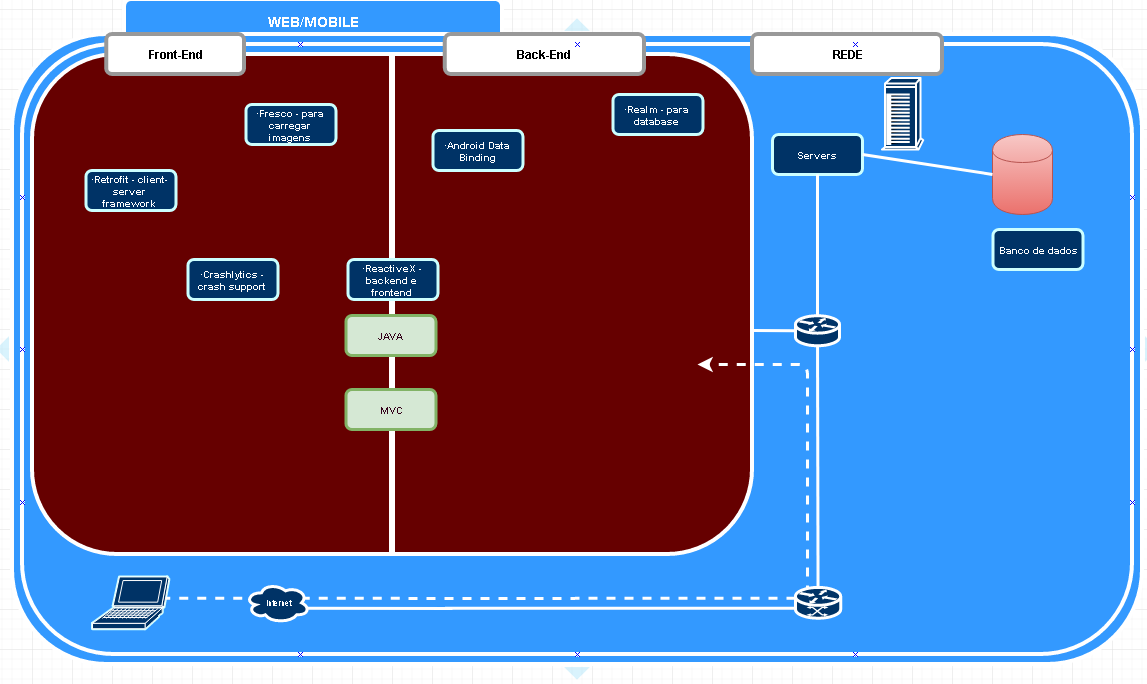 WEB/MOBILE
Front-End
Back-End
REDE
·Fresco - para
carregar
imagens
·Realm - para
database
·Android Data
Binding
Servers
·Retrofit - client-
server
framework
Banco de dados
·Crashlytics -
crash support
·ReactiveX -
backend e
frontend
JAVA
MVC
Internet